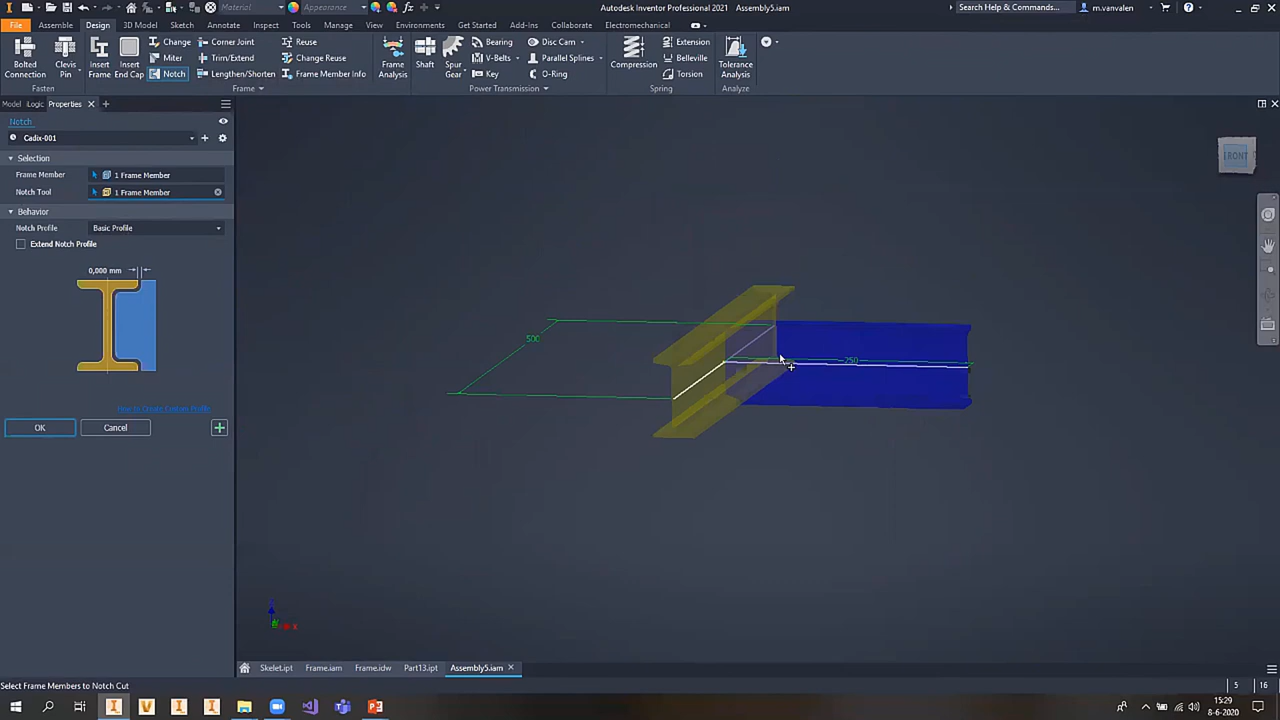 Material
Appearance
Autodesk Inventor Professional 2021 Assembly5.iam
Search Help & Commands...
m.vanvalen
File Assemble Design 3D Model Sketch Annotate Inspect Tools Manage View Environments Get Started Add-Ins Collaborate Electromechanical
Change Corner Joint Reuse Bearing Disc Cam Extension
Miter Trim/Extend Change Reuse V-Belts Parallel Splines Belleville
Notch Lengthen/Shorten Frame Member Info Key O-Ring Torsion
Bolted Connection
Clevis Pin
Insert Frame
Insert End Cap
Frame Analysis
Shaft
Spur Gear
Compression
Tolerance Analysis
Fasten Frame Power Transmission Spring Analyze
Model Logic Properties
Notch
Cadix-001
Selection
Frame Member 1 Frame Member
Notch Tool 1 Frame Member
Behavior
Notch Profile Basic Profile
Extend Notch Profile
0,000 mm
How to Create Custom Profile
OK Cancel
FRONT
500
250
Z
X
Skelet.ipt Frame.iam Frame.idw Part13.ipt Assembly5.iam
Select Frame Members to Notch Cut
5 16
15:29
8-6-2020